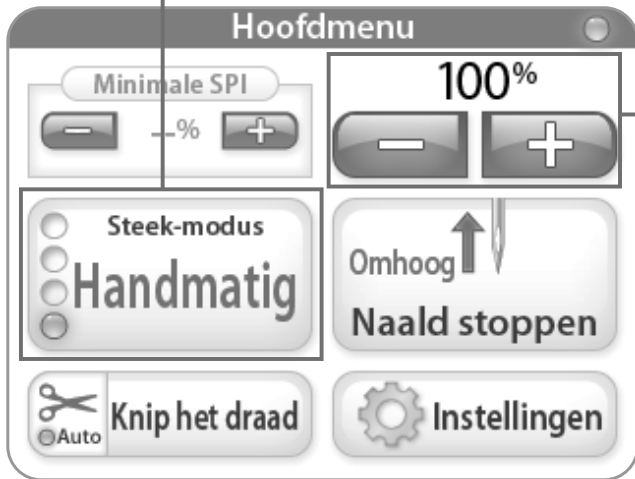 Hoofdmenu
Minimale SPI
--%
100%
Steek-modus
Handmatig
Omhoog
Naald stoppen
Auto
Knip het draad
Instellingen